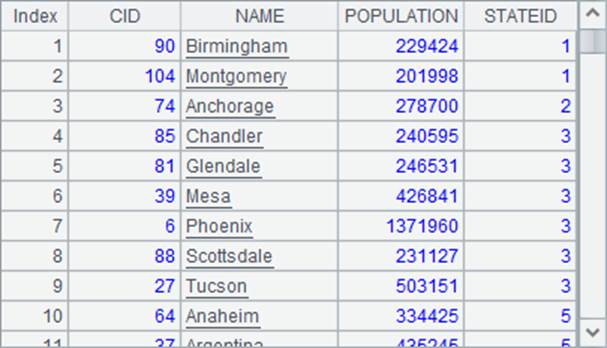 Index CID NAME POPULATION STATEID
1 90 Birmingham 229424 1
2 104 Montgomery 201998 1
3 74 Anchorage 278700 2
4 85 Chandler 240595 3
5 81 Glendale 246531 3
6 39 Mesa 426841 3
7 6 Phoenix 1371960 3
8 88 Scottsdale 231127 3
9 27 Tucson 503151 3
10 64 Anaheim 334425 5
11 37 435245 5